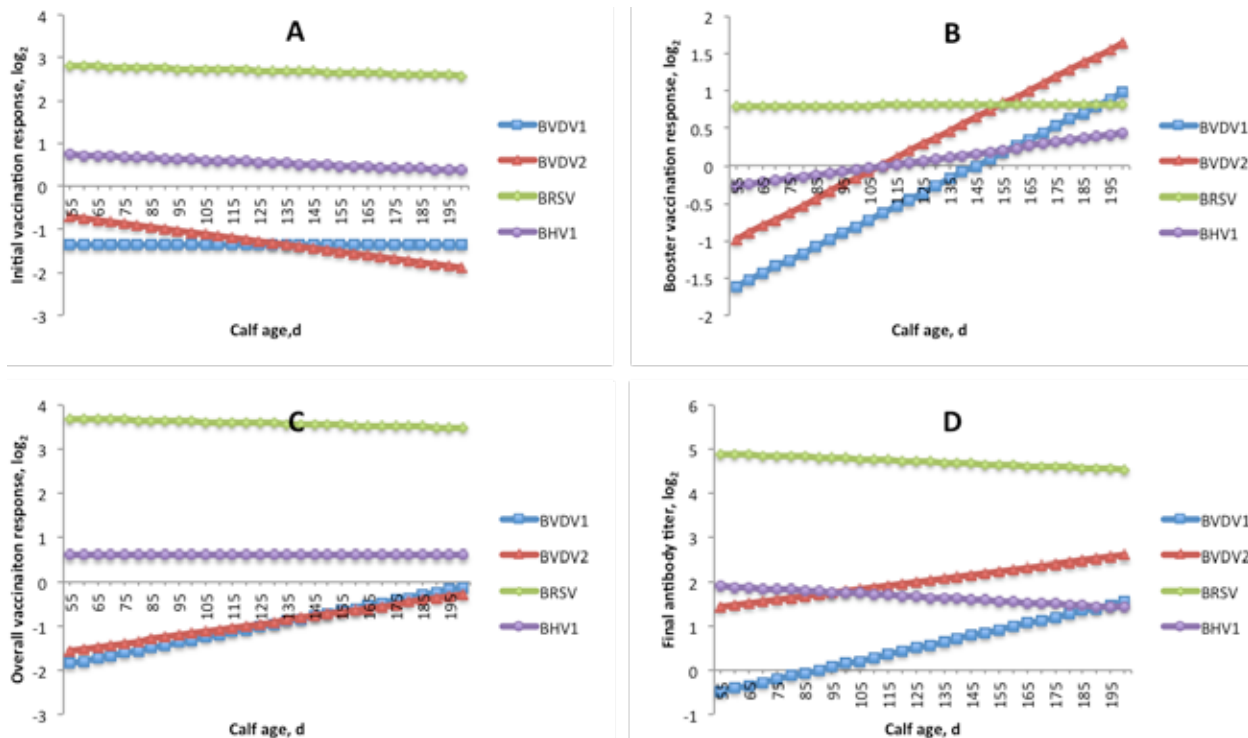 A
Initial vaccination response, log2
4
3
2
1
0
-1
-2
-3
55 65 75 85 95 105 115 125 135 145 155 165 175 185 195
Calf age,d
BVDV1
BVDV2
BRSV
BHV1
B
Booster vaccination response, log2
2
1.5
1
0.5
0
-0.5
-1
-1.5
-2
55 65 75 85 95 105 115 125 135 145 155 165 175 185 195
Calf age, d
BVDV1
BVDV2
BRSV
BHV1
C
Overall vaccinaiton response, log2
4
3
2
1
0
-1
-2
-3
55 65 75 85 95 105 115 125 135 145 155 165 175 185 195
Calf age, d
BVDV1
BVDV2
BRSV
BHV1
D
Final antibody titer, log2
6
5
4
3
2
1
0
-1
55 65 75 85 95 105 115 125 135 145 155 165 175 185 195
Calf age, d
BVDV1
BVDV2
BRSV
BHV1